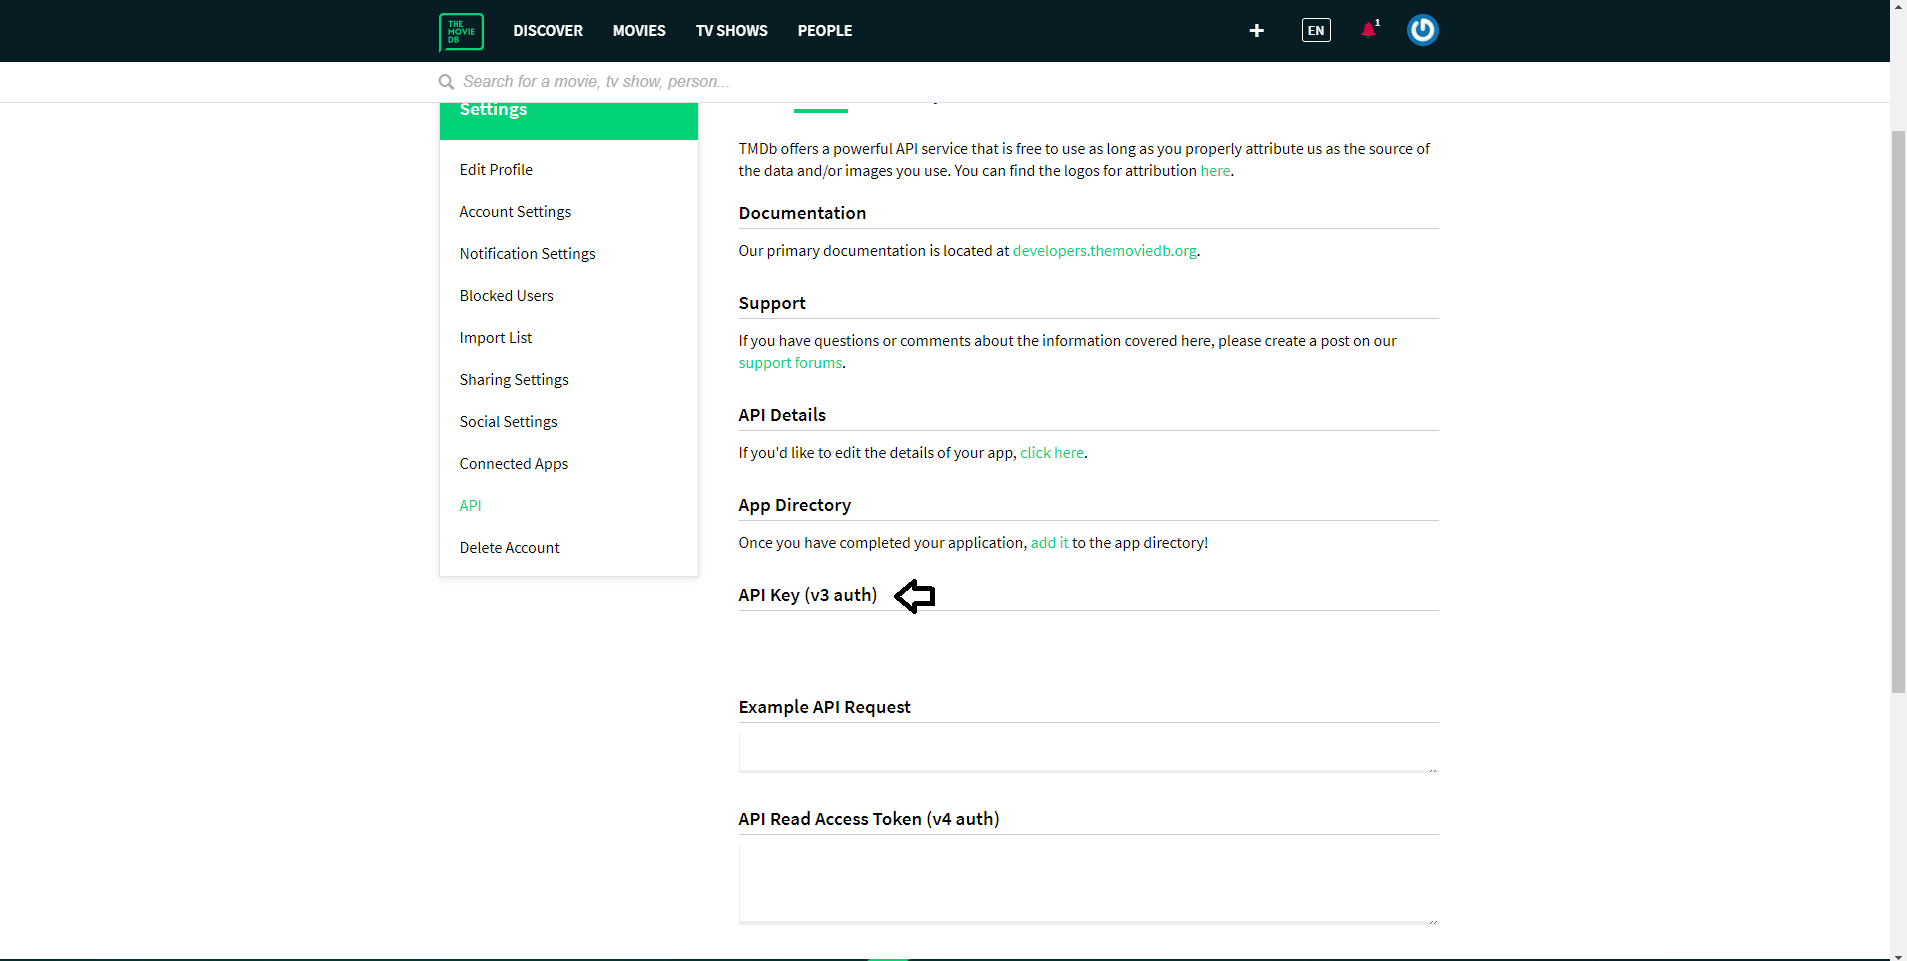 THE
MOVIE
DB
DISCOVER
MOVIES
TV SHOWS
PEOPLE
EN
1
Search for a movie, tv show, person...
Settings
Edit Profile
Account Settings
Notification Settings
Blocked Users
Import List
Sharing Settings
Social Settings
Connected Apps
API
Delete Account
TMDb offers a powerful API service that is free to use as long as you properly attribute us as the source of
the data and/or images you use. You can find the logos for attribution here.
Documentation
Our primary documentation is located at developers.themoviedb.org.
Support
If you have questions or comments about the information covered here, please create a post on our
support forums.
API Details
If you'd like to edit the details of your app, click here.
App Directory
Once you have completed your application, add it to the app directory!
API Key (v3 auth)
Example API Request
API Read Access Token (v4 auth)